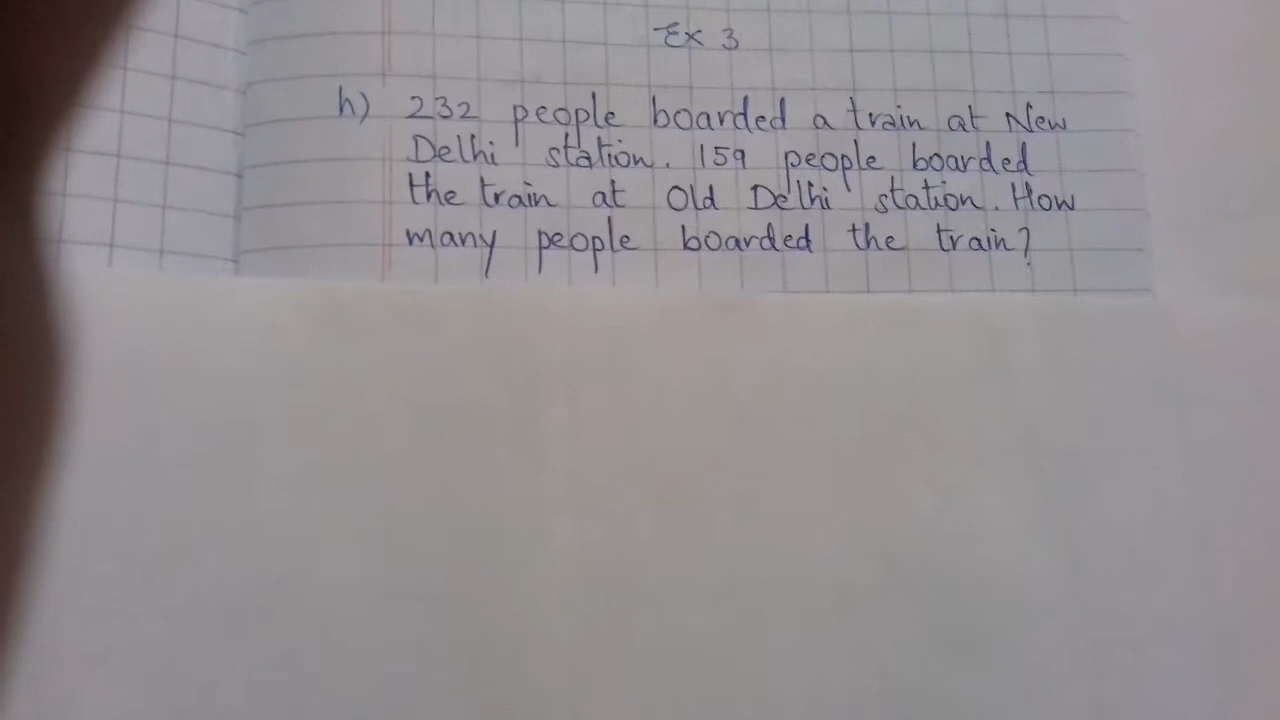 Ex 3
h) 232 people boarded a train at New
Delhi station. 159 people boarded
the train at Old Delhi station. How
many people boarded the train?